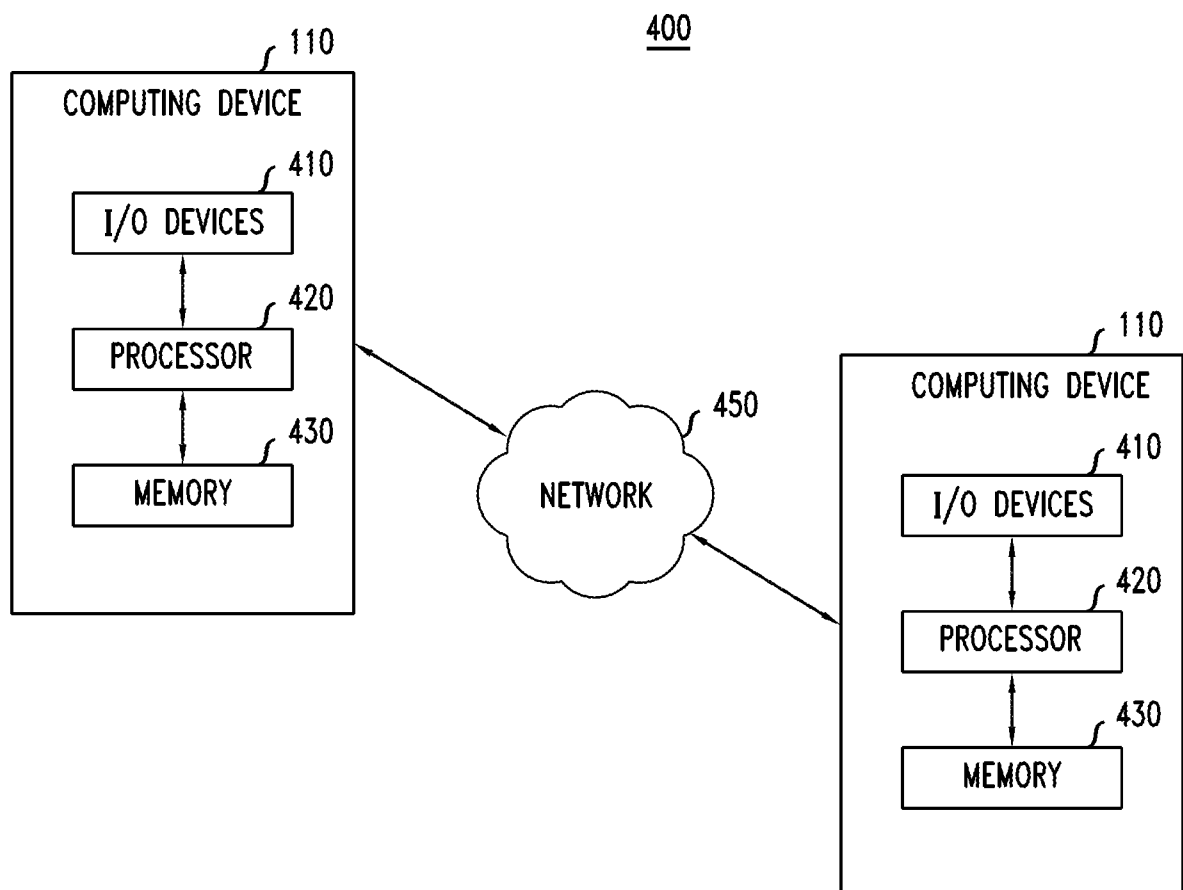 400
110
COMPUTING DEVICE
410
I/O DEVICES
420
PROCESSOR
430
MEMORY
450
NETWORK
110
COMPUTING DEVICE
410
I/O DEVICES
420
PROCESSOR
430
MEMORY